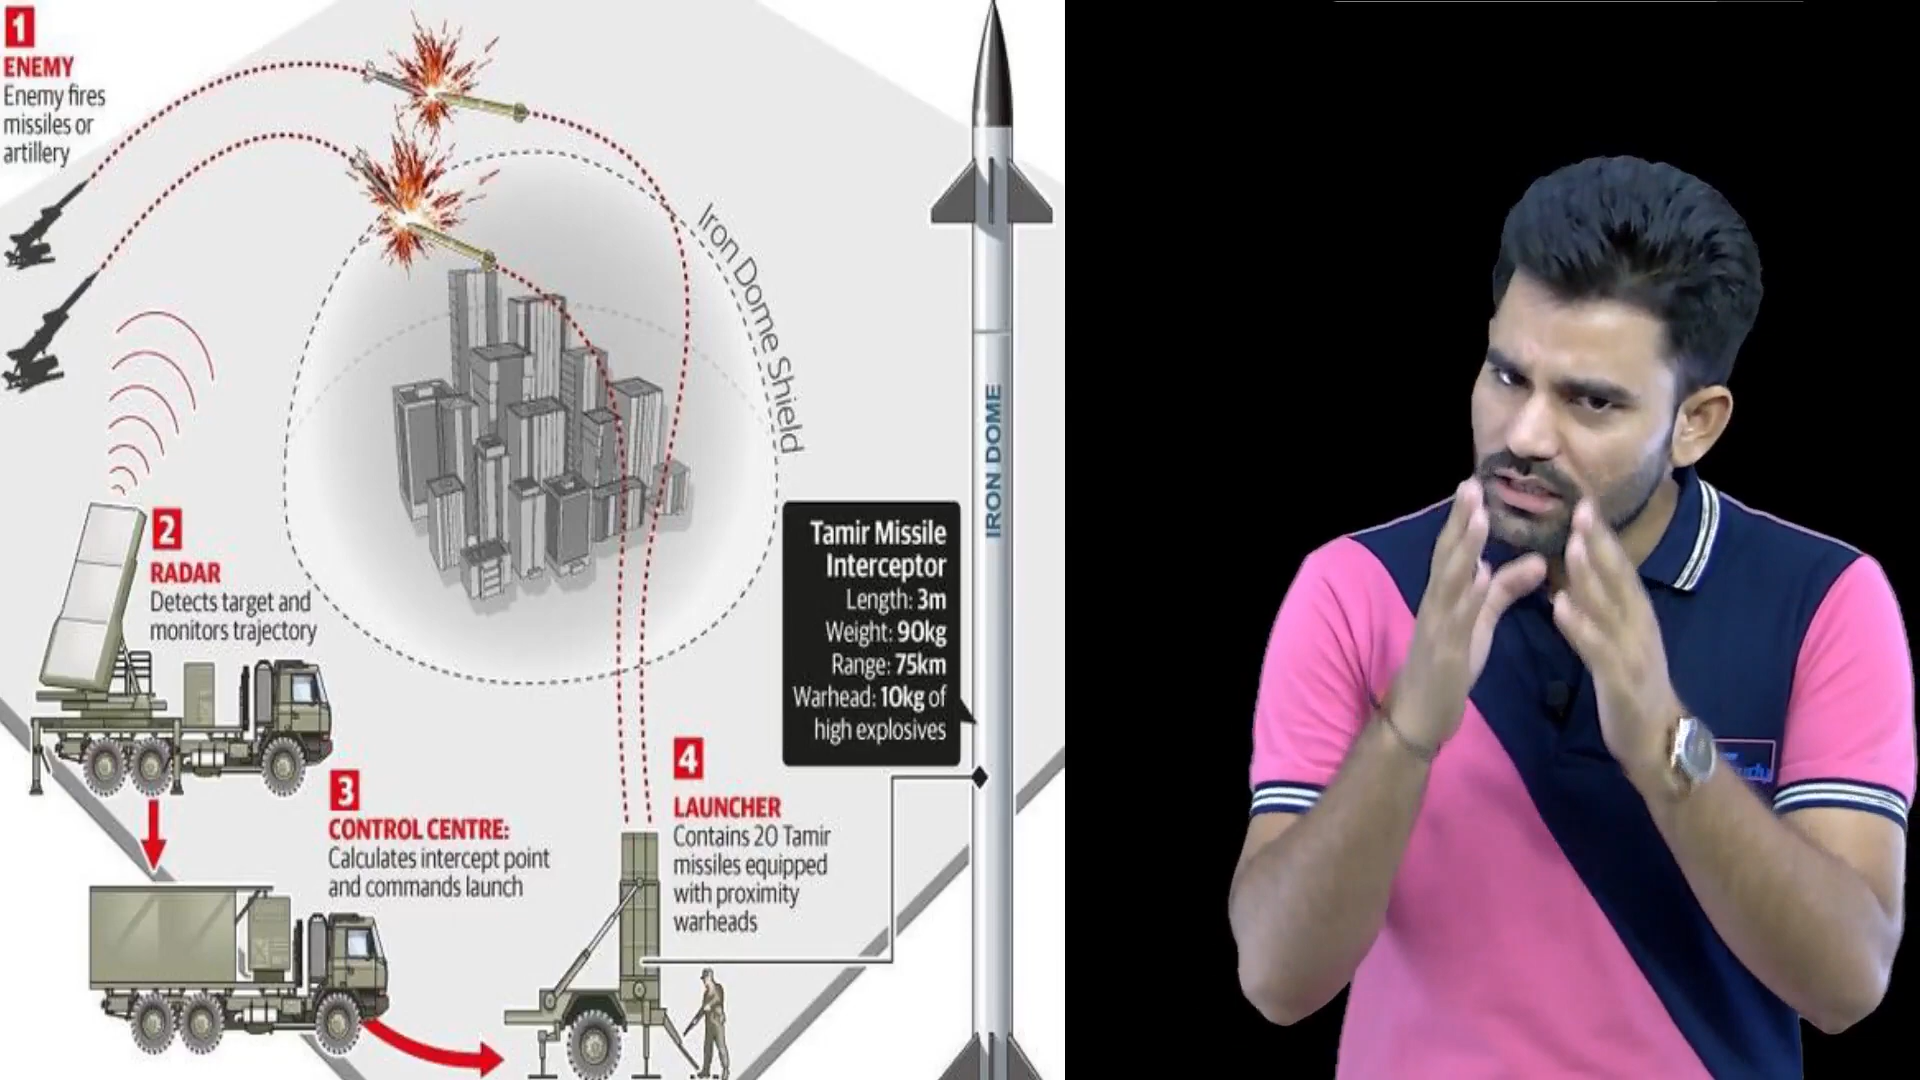 1
ENEMY
Enemy fires
missiles or
artillery
Iron Dome Shield
2
RADAR
Detects target and
monitors trajectory
3
CONTROL CENTRE:
Calculates intercept point
and commands launch
4
LAUNCHER
Contains 20 Tamir
missiles equipped
with proximity
warheads
Tamir Missile
Interceptor
Length: 3m
Weight: 90kg
Range: 75km
Warhead: 10kg of
high explosives
IRON DOME